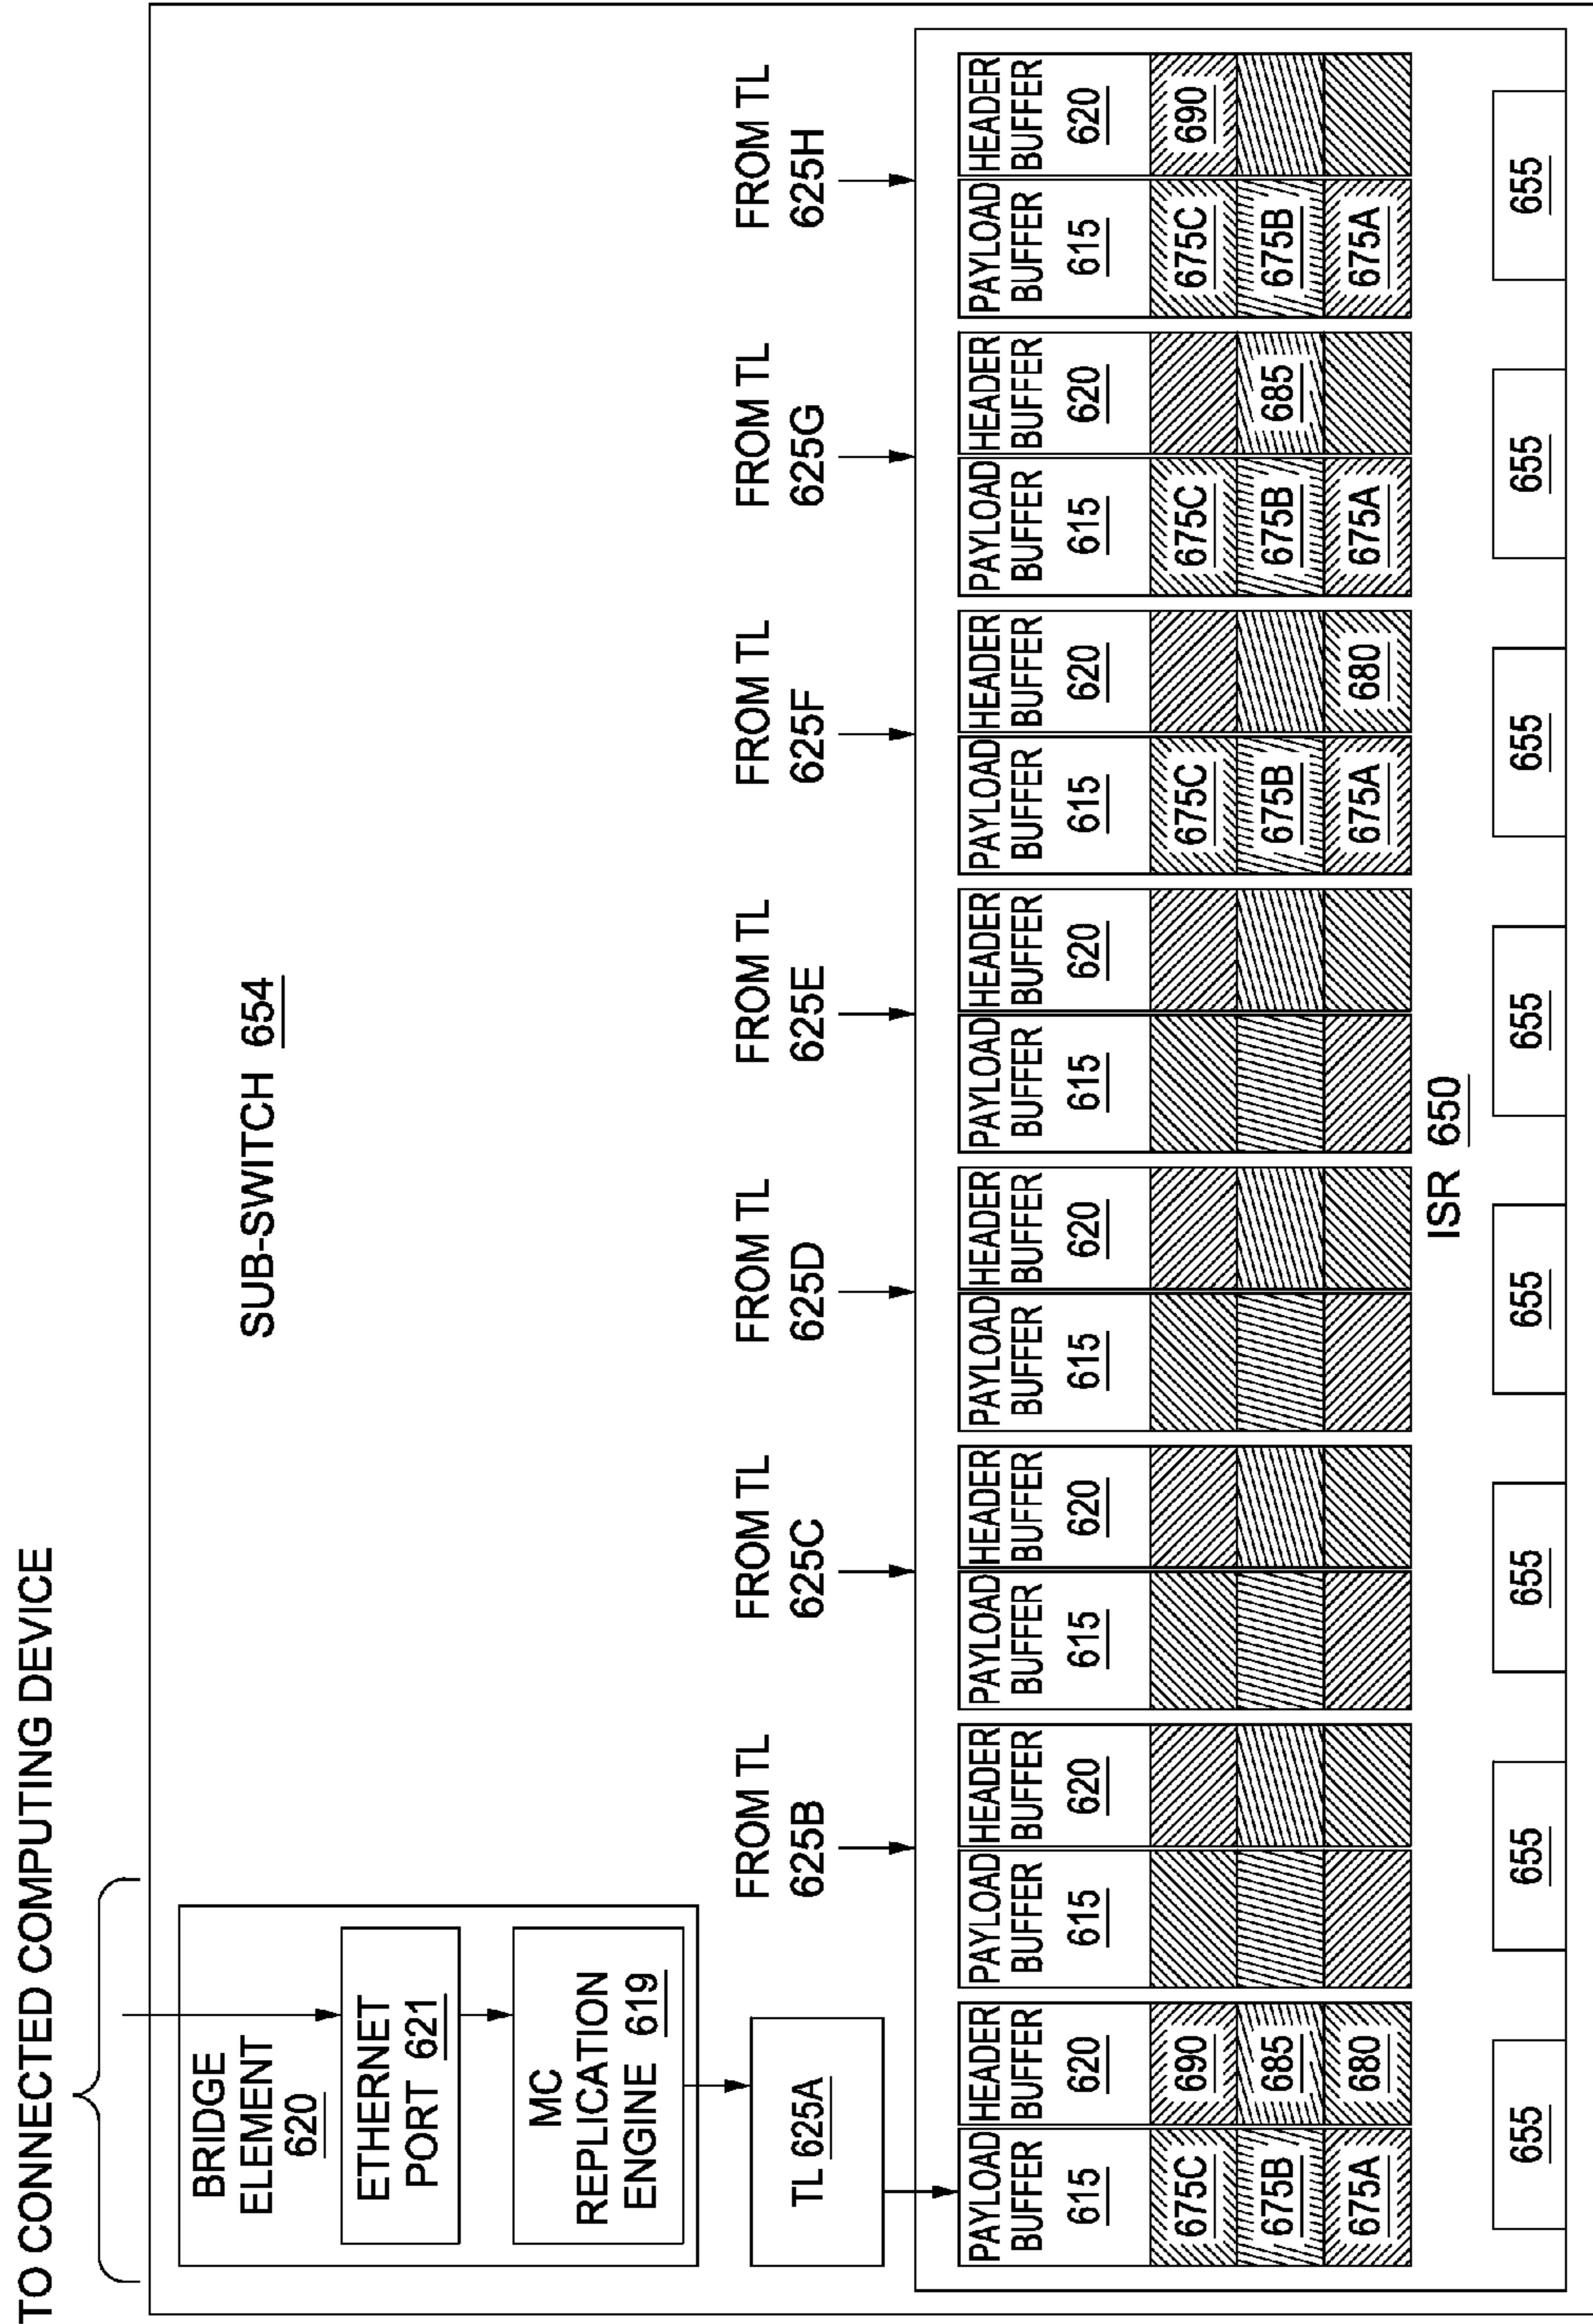 TO CONNECTED COMPUTING DEVICE
SUB-SWITCH 654
BRIDGE
ELEMENT
620
ETHERNET
PORT 621
MC
REPLICATION
ENGINE 619
TL 625A
FROM TL
625B
FROM TL
625C
FROM TL
625D
FROM TL
625E
FROM TL
625F
FROM TL
625G
FROM TL
625H
PAYLOAD
BUFFER
615
675C
675B
675A
HEADER
BUFFER
620
690
685
680
PAYLOAD
BUFFER
615
HEADER
BUFFER
620
PAYLOAD
BUFFER
615
HEADER
BUFFER
620
PAYLOAD
BUFFER
615
HEADER
BUFFER
620
PAYLOAD
BUFFER
615
HEADER
BUFFER
620
PAYLOAD
BUFFER
615
675C
675B
675A
HEADER
BUFFER
620
680
PAYLOAD
BUFFER
615
675C
675B
675A
HEADER
BUFFER
620
685
PAYLOAD
BUFFER
615
675C
675B
675A
HEADER
BUFFER
620
690
ISR 650
655
655
655
655
655
655
655
655